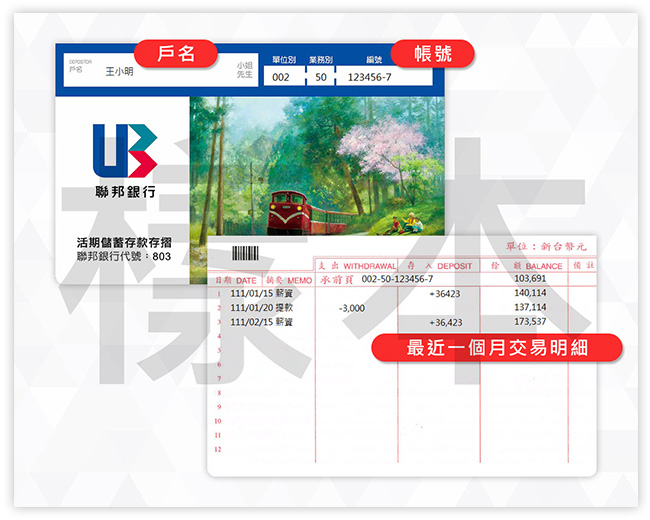 戶名
帳號
DEPOSITOR
戶名
王小明
小姐
先生
單位別 業務別 編號
002 50 123456-7
UB
聯邦銀行
活期儲蓄存款存摺
聯邦銀行代號:803
樣本
單位:新台幣元
日期 DATE 摘要 MEMO 支出 WITHDRAWAL 存入 DEPOSIT 餘額 BALANCE 備註
承前頁 002-50-123456-7 103,691
1 111/01/15 薪資 +36423 140,114
2 111/01/20 提款 -3,000 137,114
3 111/02/15 薪資 +36,423 173,537
4
最近一個月交易明細
5
6
7
8
9
10
11
12